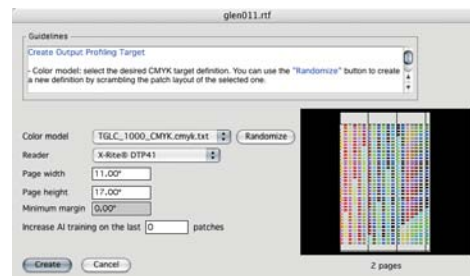 glen011.rtf
Guidelines
Create Output Profiling Target
- Color model: select the desired CMYK target definition. You can use the "Randomize" button to create
a new definition by scrambling the patch layout of the selected one.
Color model TGLC_1000_CMYK.cmyk.txt Randomize
Reader X-Rite® DTP41
Page width 11.00"
Page height 17.00"
Minimum margin 0.00"
Increase AI training on the last 0 patches
Create Cancel 2 pages